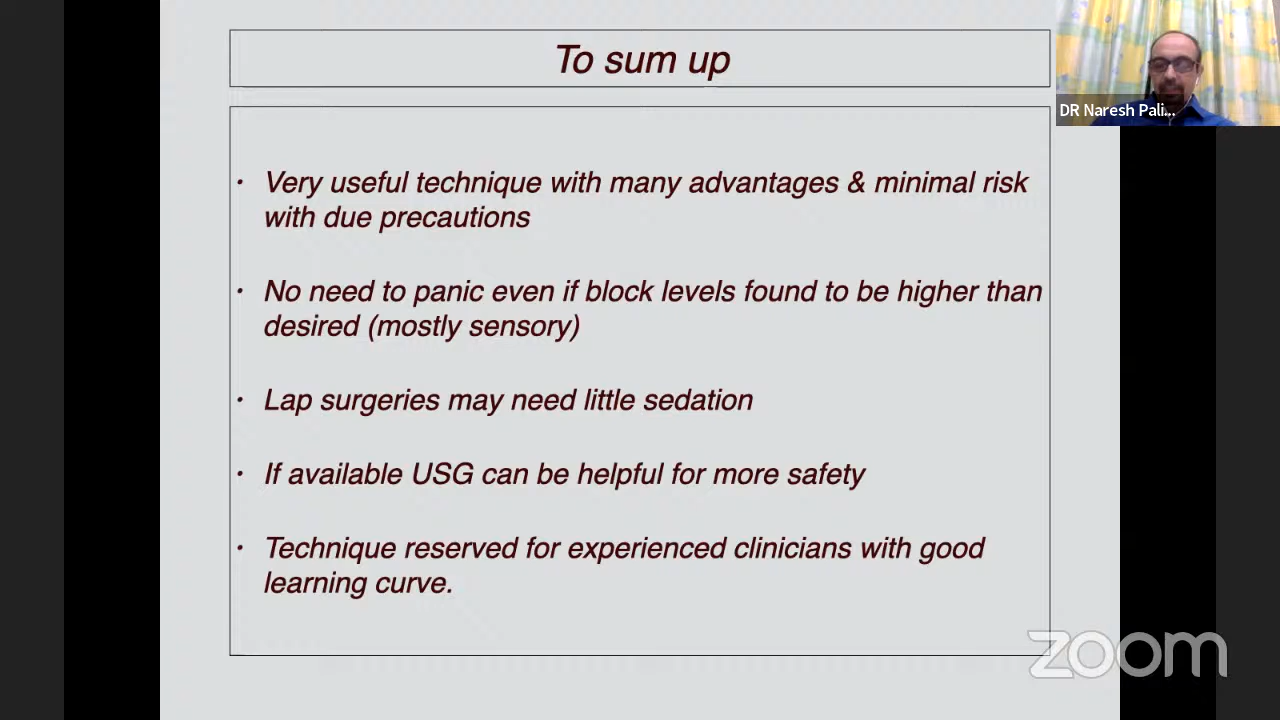 To sum up
DR Naresh Pali...
• Very useful technique with many advantages & minimal risk
with due precautions
• No need to panic even if block levels found to be higher than
desired (mostly sensory)
• Lap surgeries may need little sedation
• If available USG can be helpful for more safety
• Technique reserved for experienced clinicians with good
learning curve.
zoom